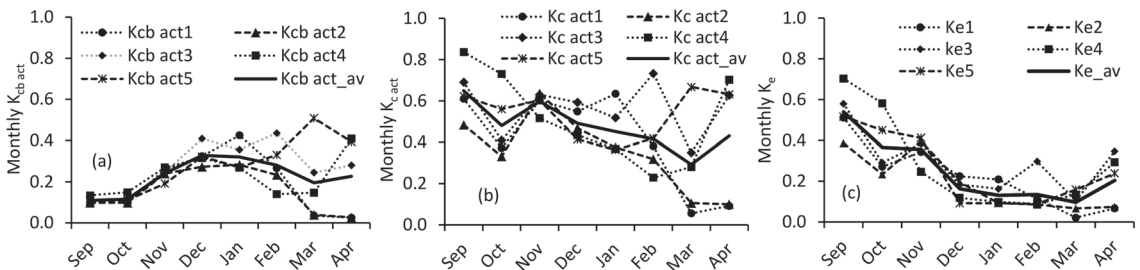 Monthly Kcb act
1.0
0.8
0.6
0.4
0.2
0.0
Kcb act1
Kcb act2
Kcb act3
Kcb act4
Kcb act5
Kcb act_av
(a)
Sep
Oct
Nov
Dec
Jan
Feb
Mar
Apr
Monthly Kc act
1.0
0.8
0.6
0.4
0.2
0.0
Kc act1
Kc act2
Kc act3
Kc act4
Kc act5
Kc act_av
(b)
Sep
Oct
Nov
Dec
Jan
Feb
Mar
Apr
Monthly Ke
1.0
0.8
0.6
0.4
0.2
0.0
Ke1
Ke2
ke3
Ke4
Ke5
Ke_av
(c)
Sep
Oct
Nov
Dec
Jan
Feb
Mar
Apr